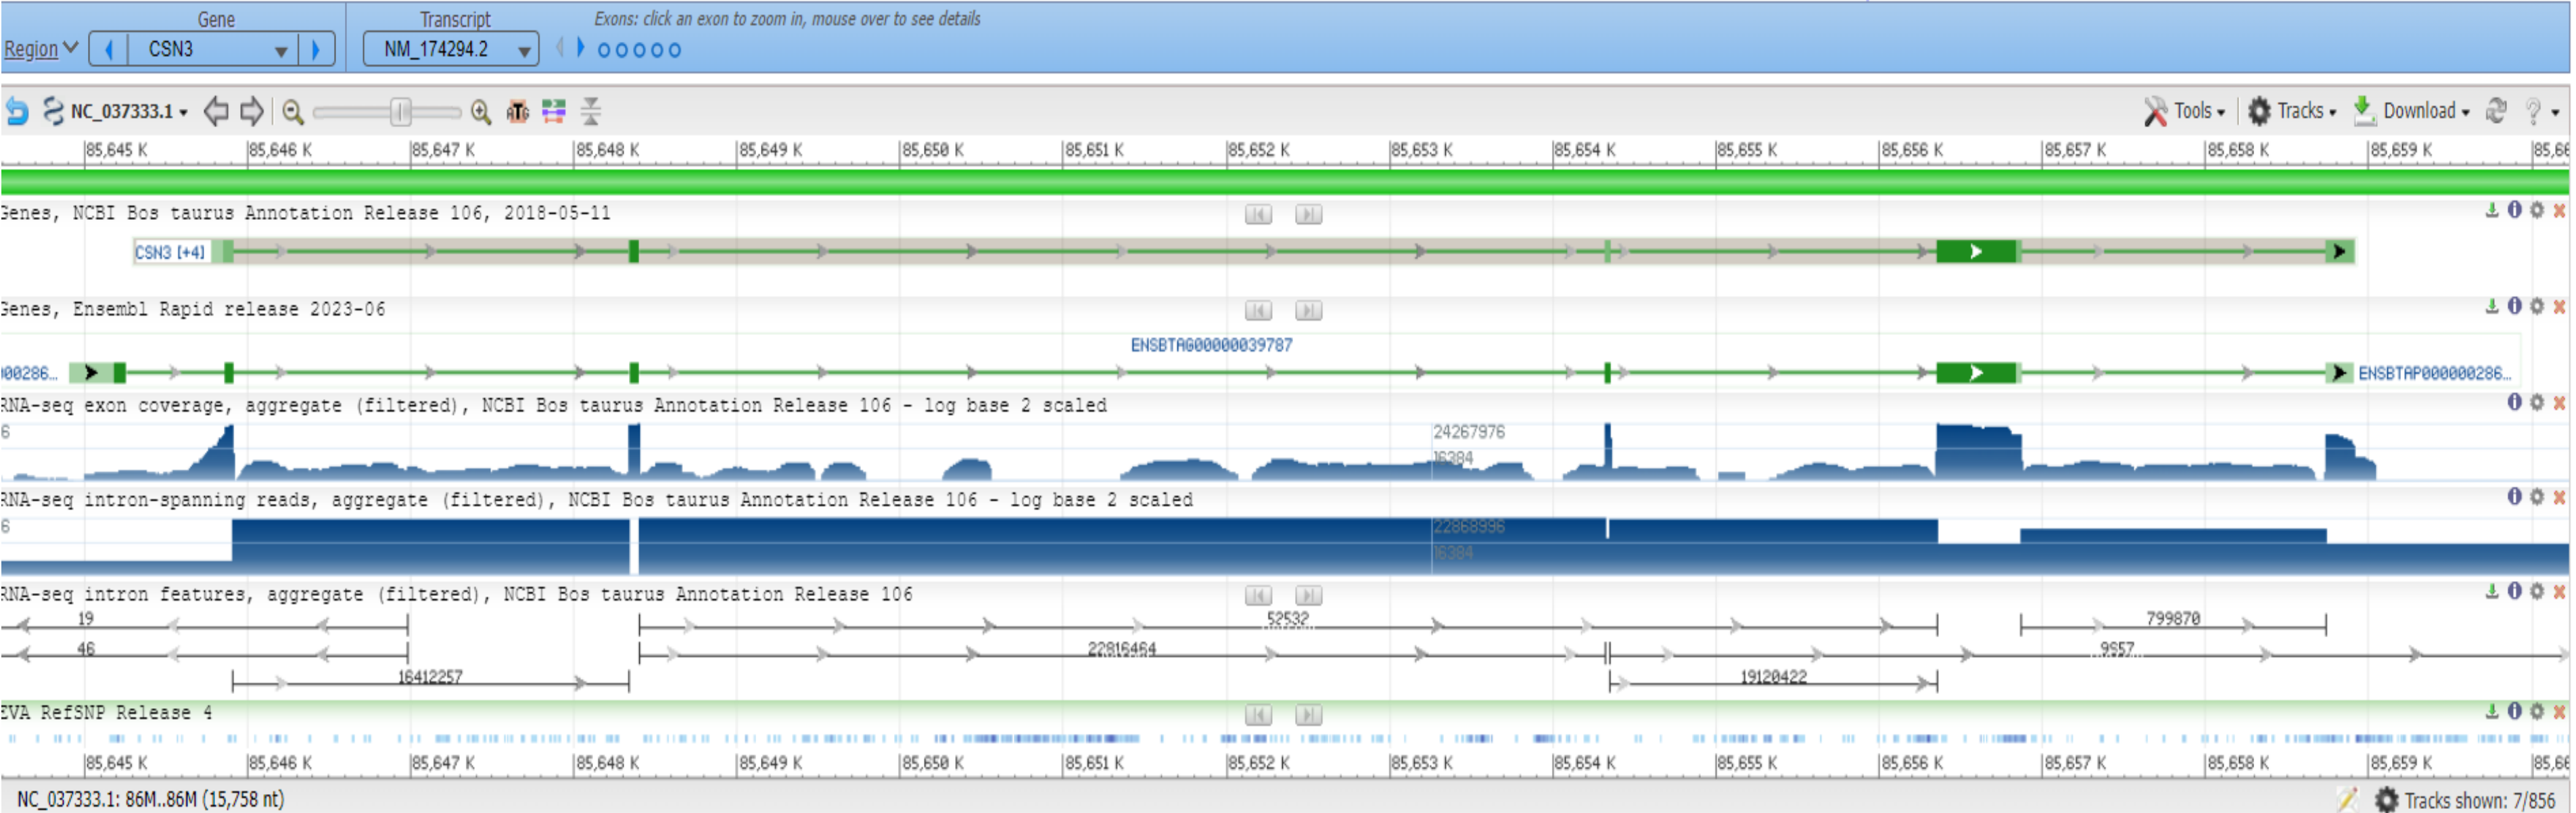 Gene Transcript Exons: click an exon to zoom in, mouse over to see details
Region CSN3 NM_174294.2
NC_037333.1 Tools Tracks Download ?
85,645 K 85,646 K 85,647 K 85,648 K 85,649 K 85,650 K 85,651 K 85,652 K 85,653 K 85,654 K 85,655 K 85,656 K 85,657 K 85,658 K 85,659 K 85,66
Genes, NCBI Bos taurus Annotation Release 106, 2018-05-11
CSN3 [+4]
Genes, Ensembl Rapid release 2023-06
ENSBTAG00000039787
000286... ENSBTAP000000286...
RNA-seq exon coverage, aggregate (filtered), NCBI Bos taurus Annotation Release 106 - log base 2 scaled
6 24267976
16384
RNA-seq intron-spanning reads, aggregate (filtered), NCBI Bos taurus Annotation Release 106 - log base 2 scaled
6 22868996
16384
RNA-seq intron features, aggregate (filtered), NCBI Bos taurus Annotation Release 106
19 52532 799870
46 22816464 9657
16412257 19120422
EVA RefSNP Release 4
85,645 K 85,646 K 85,647 K 85,648 K 85,649 K 85,650 K 85,651 K 85,652 K 85,653 K 85,654 K 85,655 K 85,656 K 85,657 K 85,658 K 85,659 K 85,66
NC_037333.1: 86M..86M (15,758 nt) Tracks shown: 7/856